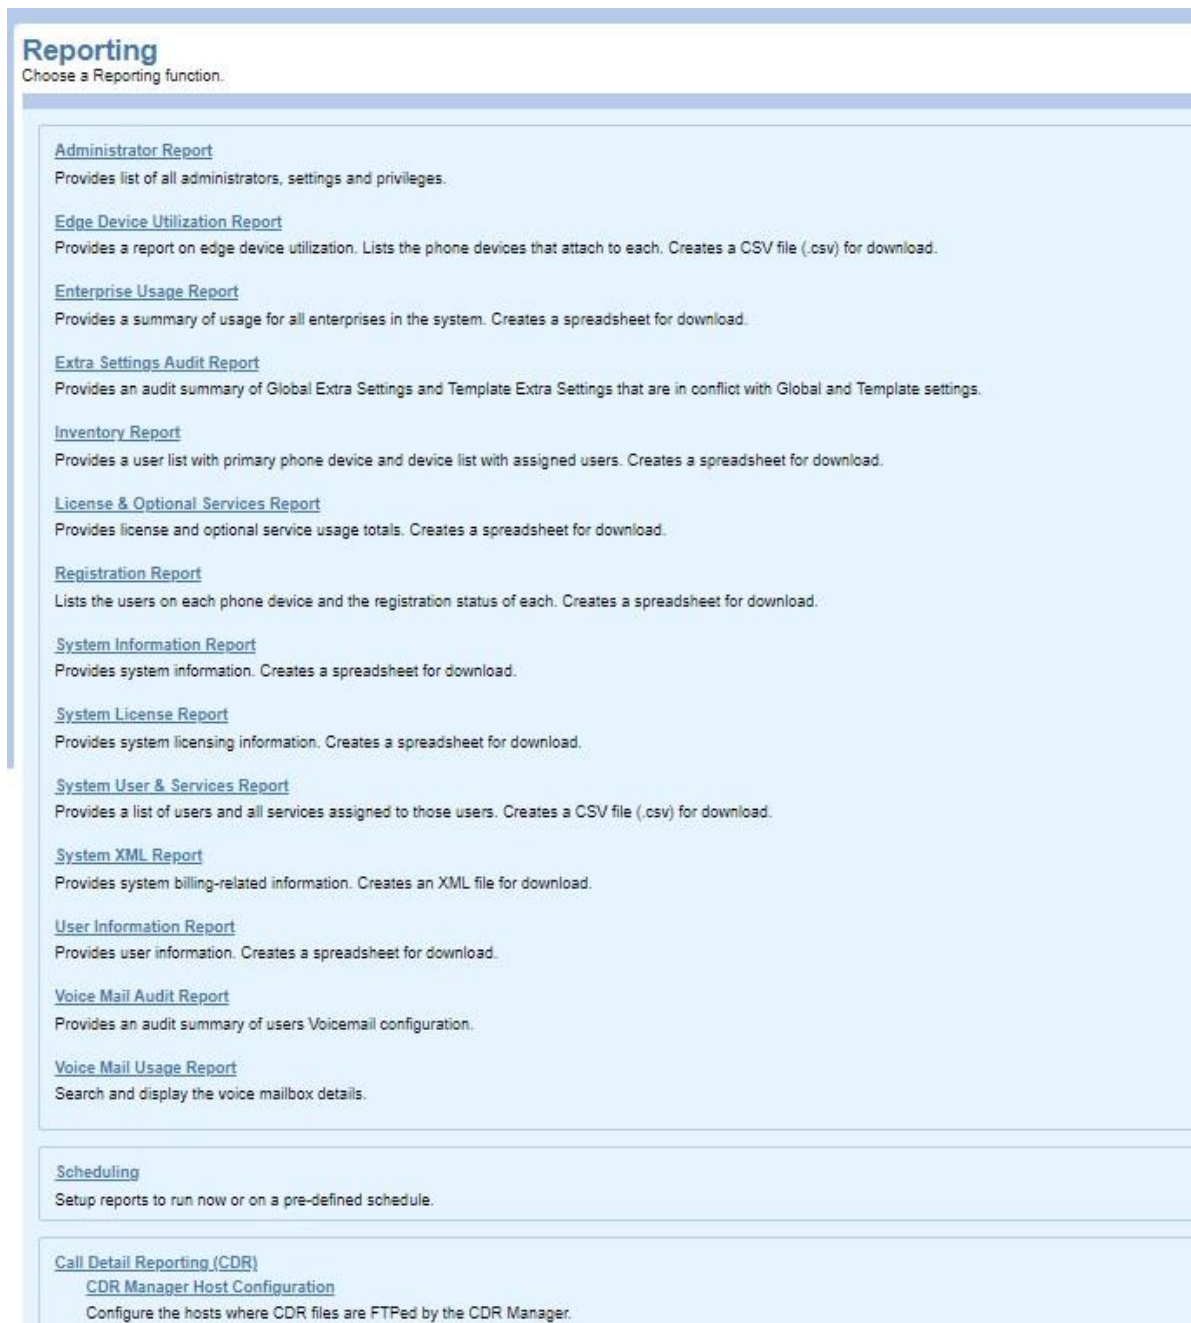 Reporting
Choose a Reporting function.
Administrator Report
Provides list of all administrators, settings and privileges.
Edge Device Utilization Report
Provides a report on edge device utilization. Lists the phone devices that attach to each. Creates a CSV file (.csv) for download.
Enterprise Usage Report
Provides a summary of usage for all enterprises in the system. Creates a spreadsheet for download.
Extra Settings Audit Report
Provides an audit summary of Global Extra Settings and Template Extra Settings that are in conflict with Global and Template settings.
Inventory Report
Provides a user list with primary phone device and device list with assigned users. Creates a spreadsheet for download.
License & Optional Services Report
Provides license and optional service usage totals. Creates a spreadsheet for download.
Registration Report
Lists the users on each phone device and the registration status of each. Creates a spreadsheet for download.
System Information Report
Provides system information. Creates a spreadsheet for download.
System License Report
Provides system licensing information. Creates a spreadsheet for download.
System User & Services Report
Provides a list of users and all services assigned to those users. Creates a CSV file (.csv) for download.
System XML Report
Provides system billing-related information. Creates an XML file for download.
User Information Report
Provides user information. Creates a spreadsheet for download.
Voice Mail Audit Report
Provides an audit summary of users Voicemail configuration.
Voice Mail Usage Report
Search and display the voice mailbox details.
Scheduling
Setup reports to run now or on a pre-defined schedule.
Call Detail Reporting (CDR)
CDR Manager Host Configuration
Configure the hosts where CDR files are FTPed by the CDR Manager.